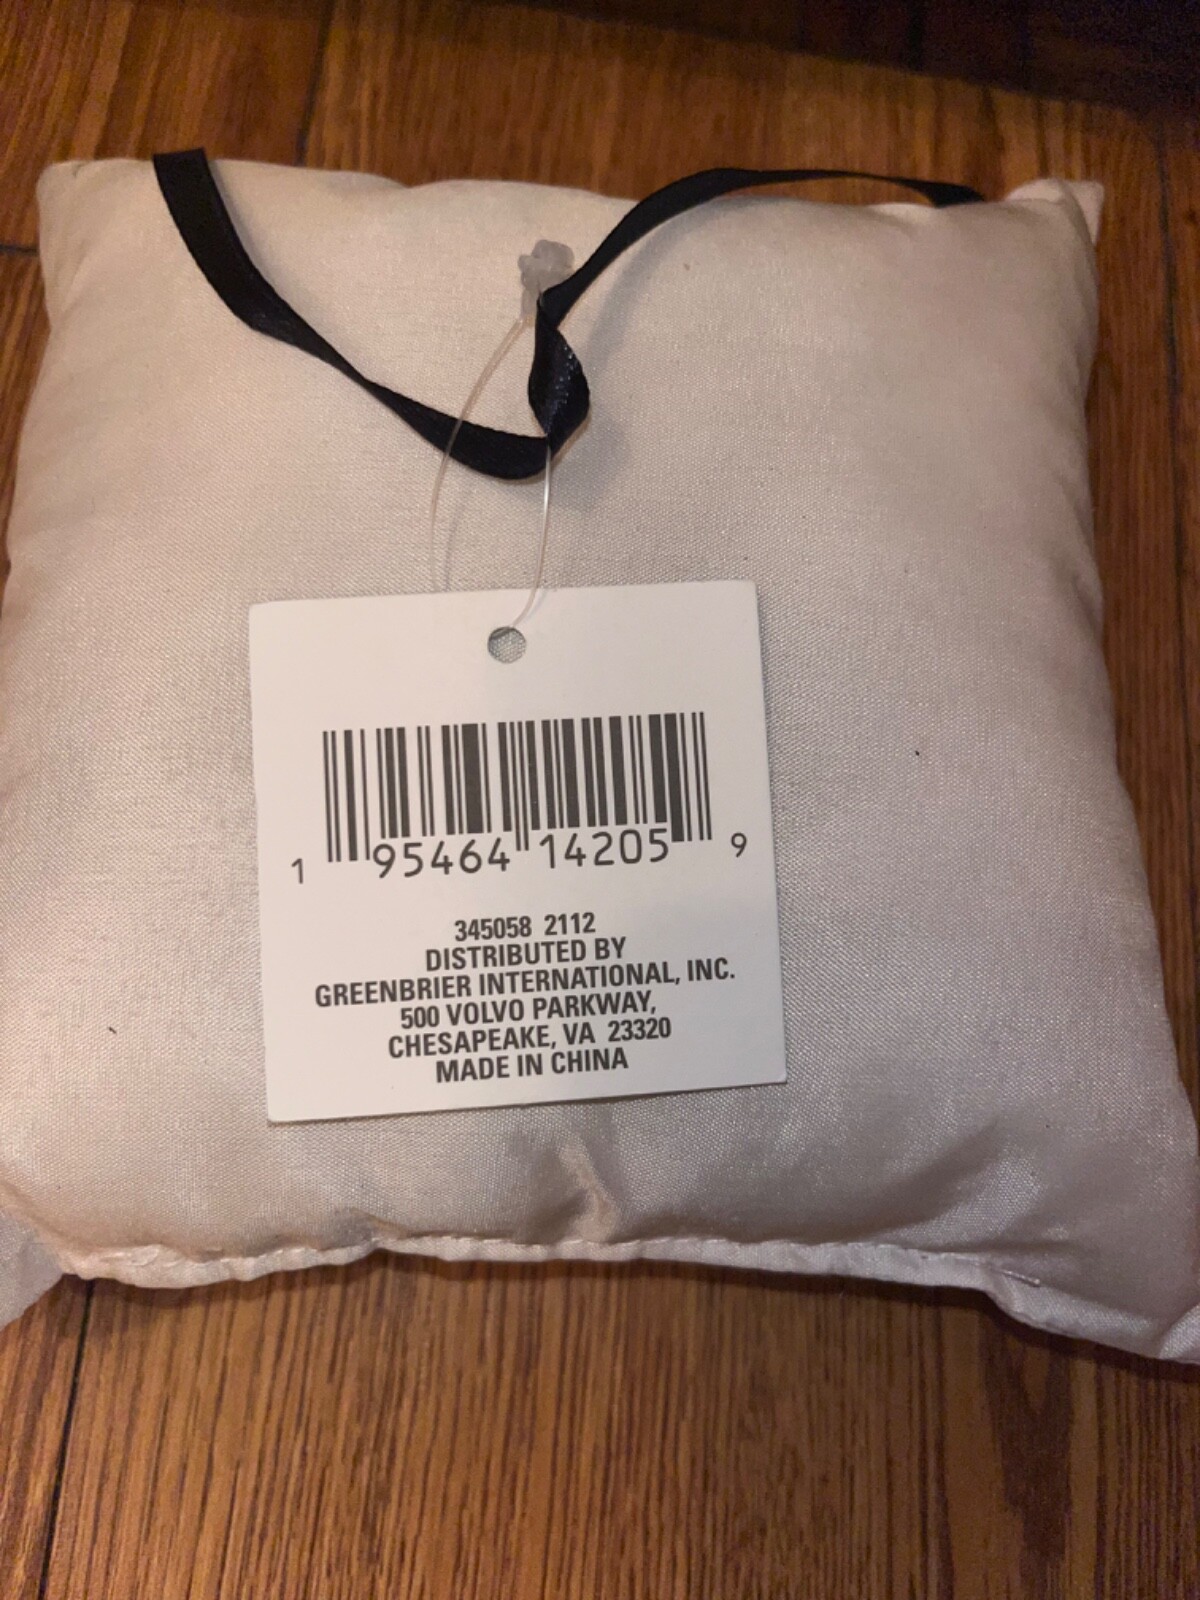 1 95464 14205 9
345058 2112
DISTRIBUTED BY
GREENBRIER INTERNATIONAL, INC.
500 VOLVO PARKWAY,
CHESAPEAKE, VA 23320
MADE IN CHINA